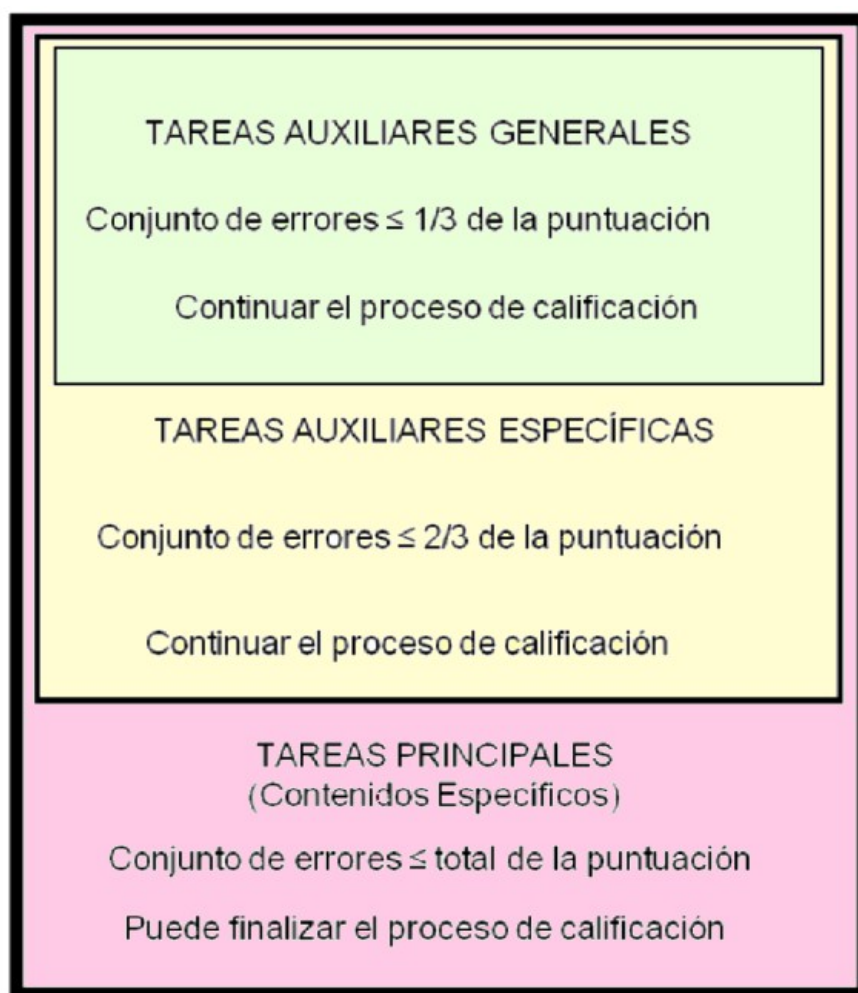 TAREAS AUXILIARES GENERALES
Conjunto de errores ≤ 1/3 de la puntuación
Continuar el proceso de calificación
TAREAS AUXILIARES ESPECÍFICAS
Conjunto de errores ≤ 2/3 de la puntuación
Continuar el proceso de calificación
TAREAS PRINCIPALES
(Contenidos Específicos)
Conjunto de errores ≤ total de la puntuación
Puede finalizar el proceso de calificación